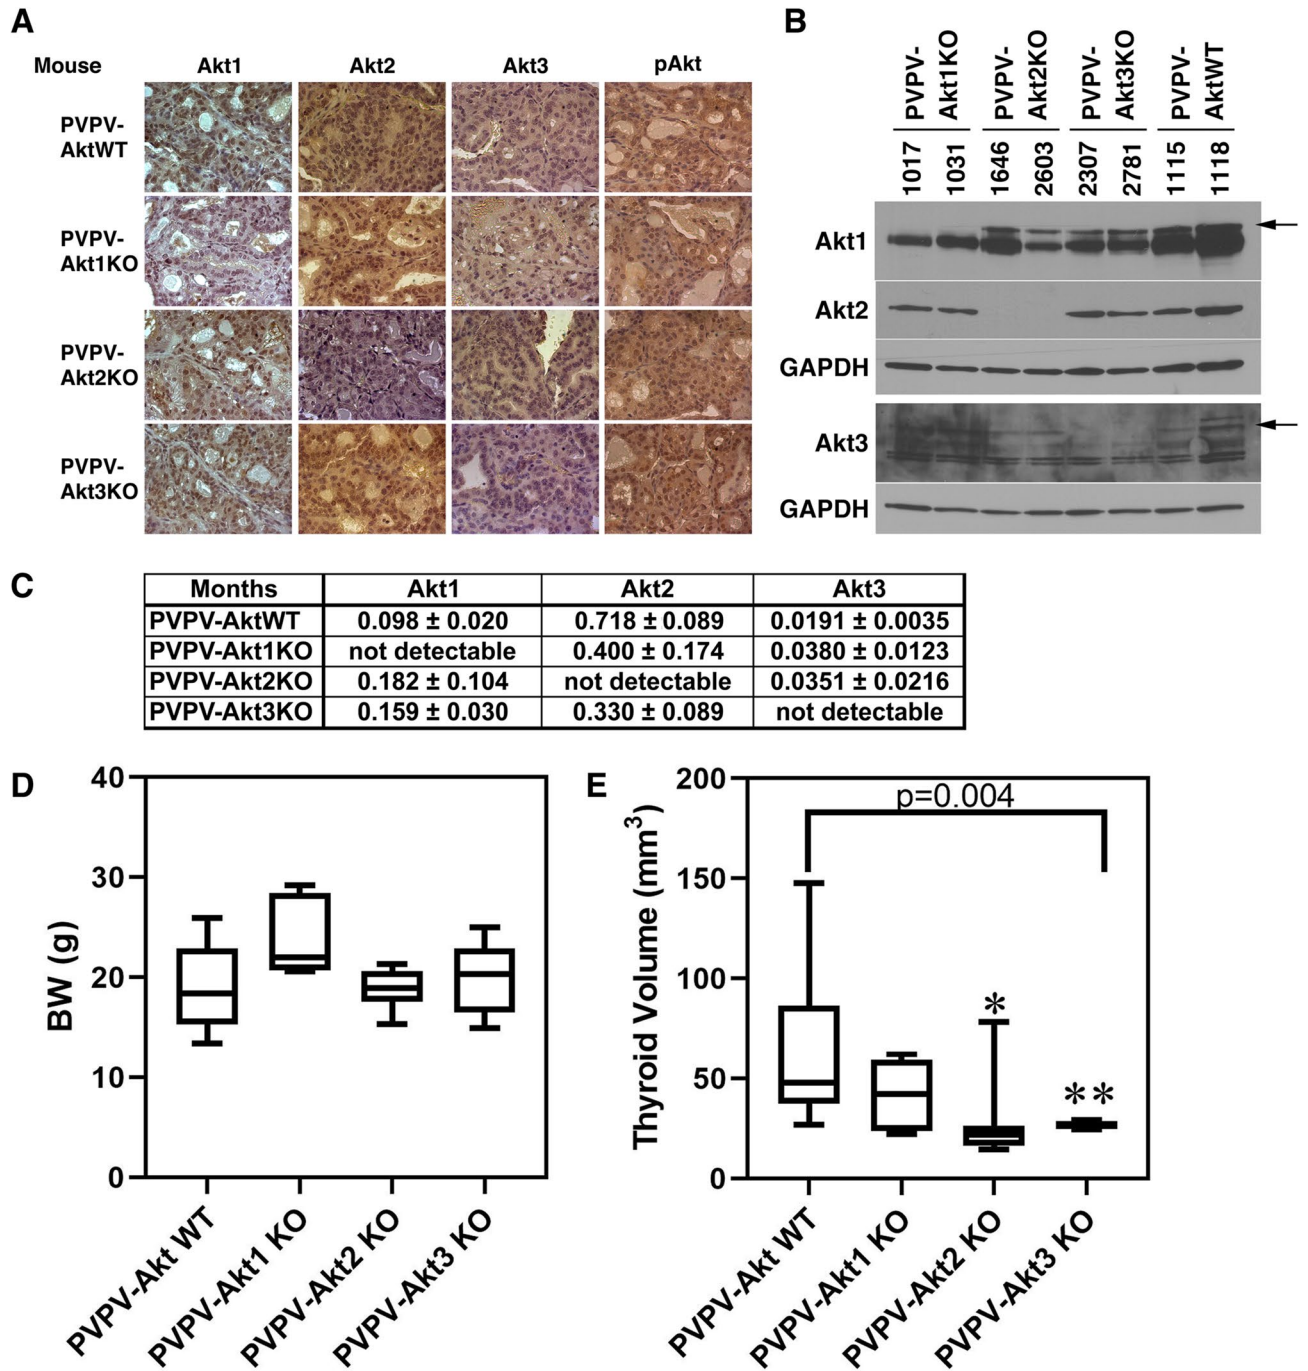 A
Mouse
Akt1
Akt2
Akt3
pAkt
PVPV-
AktWT
PVPV-
Akt1KO
PVPV-
Akt2KO
PVPV-
Akt3KO
B
PVPV-
Akt1KO
PVPV-
Akt2KO
PVPV-
Akt3KO
PVPV-
AktWT
1017
1031
1646
2603
2307
2781
1115
1118
Akt1
Akt2
GAPDH
Akt3
GAPDH
C
Months Akt1 Akt2 Akt3
PVPV-AktWT 0.098 ± 0.020 0.718 ± 0.089 0.0191 ± 0.0035
PVPV-Akt1KO not detectable 0.400 ± 0.174 0.0380 ± 0.0123
PVPV-Akt2KO 0.182 ± 0.104 not detectable 0.0351 ± 0.0216
PVPV-Akt3KO 0.159 ± 0.030 0.330 ± 0.089 not detectable
D
BW (g)
40
30
20
10
0
PVPV-Akt WT
PVPV-Akt1 KO
PVPV-Akt2 KO
PVPV-Akt3 KO
E
Thyroid Volume (mm³)
200
150
100
50
0
p=0.004
*
**
PVPV-Akt WT
PVPV-Akt1 KO
PVPV-Akt2 KO
PVPV-Akt3 KO